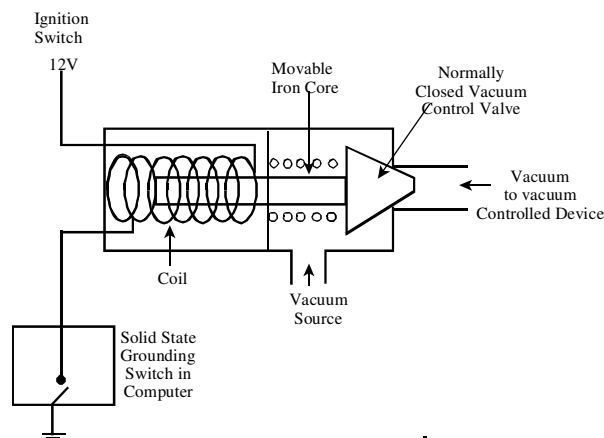 Ignition
Switch
12V
Movable
Iron Core
Normally
Closed Vacuum
Control Valve
Vacuum
to vacuum
Controlled Device
Coil
Vacuum
Source
Solid State
Grounding
Switch in
Computer